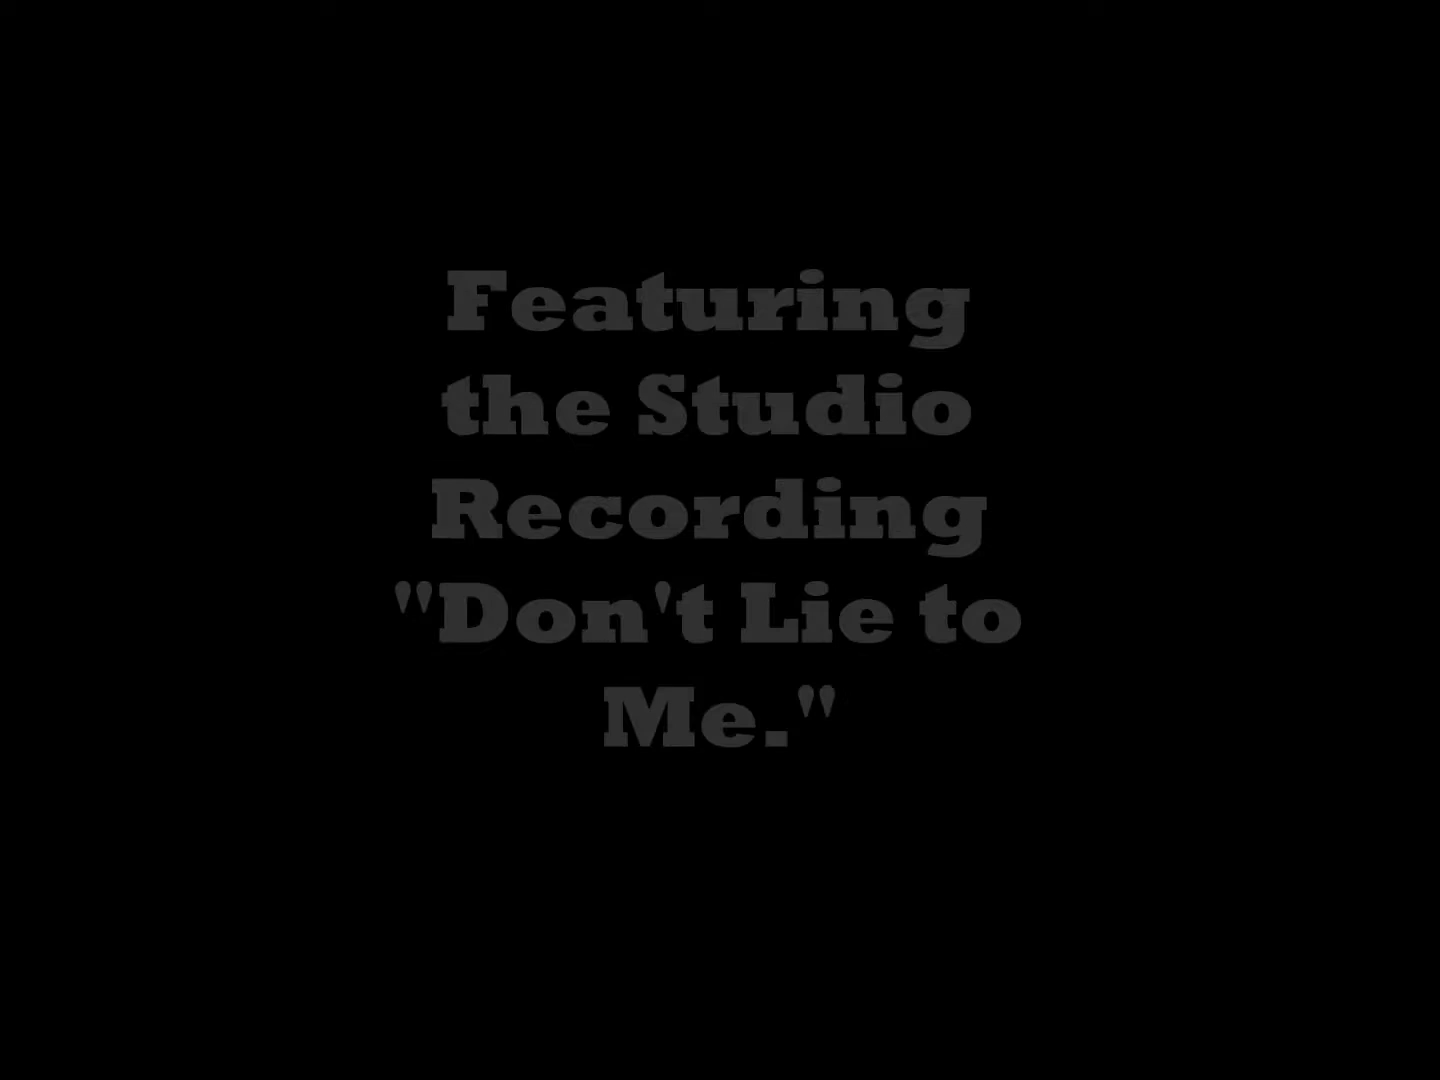 Featuring
the Studio
Recording
"Don't Lie to
Me."